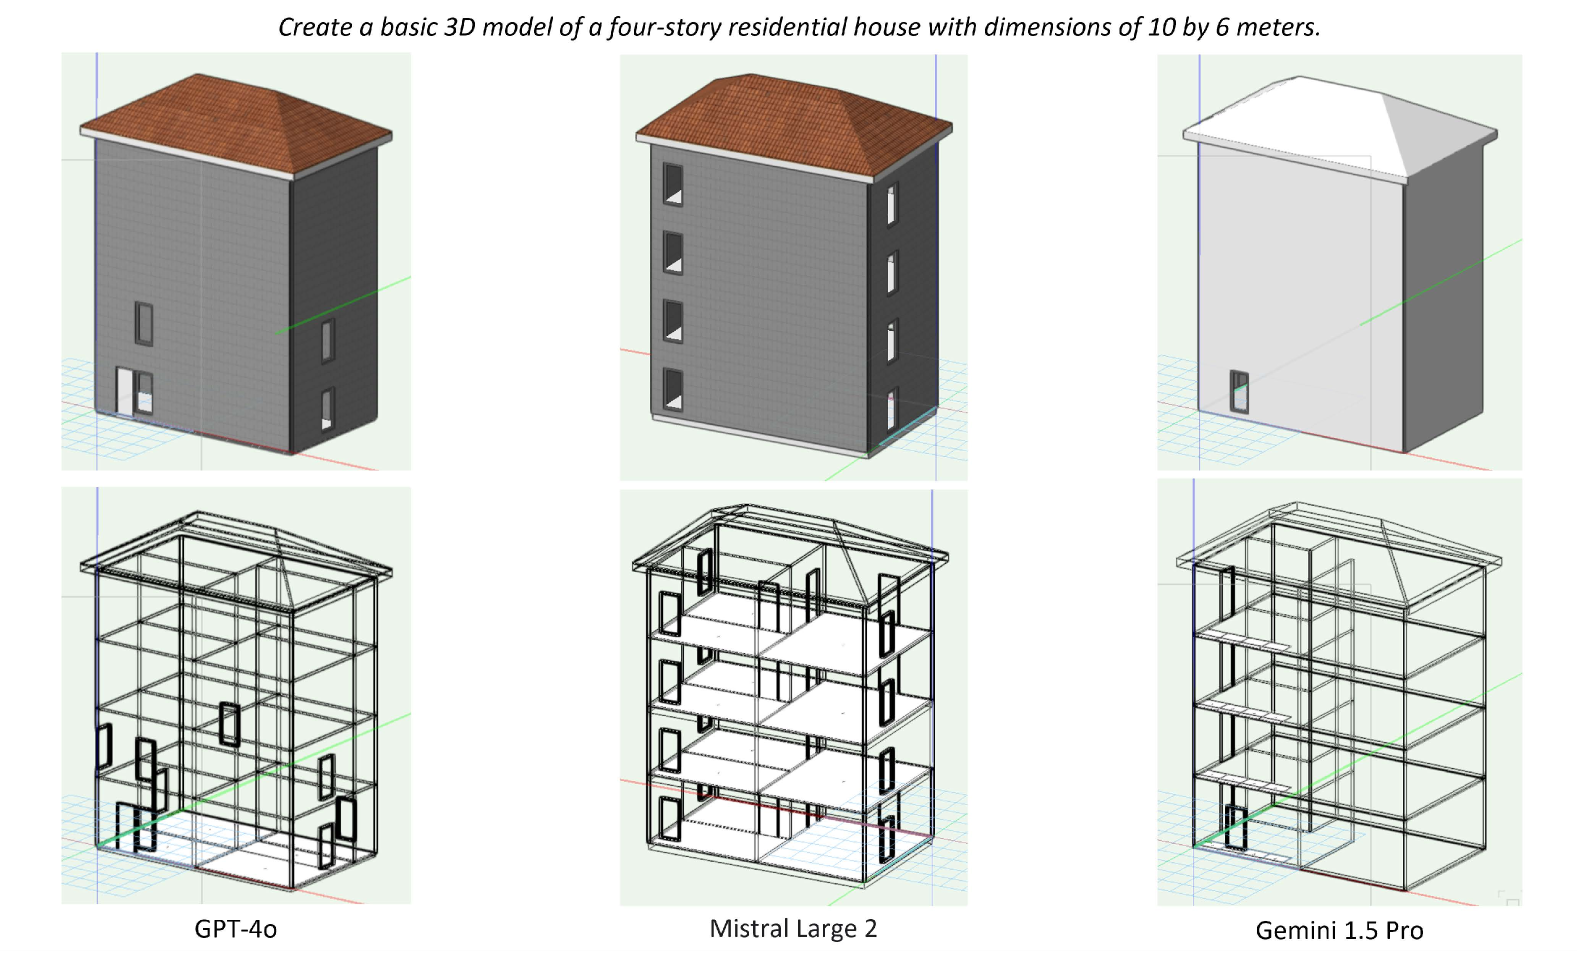 Create a basic 3D model of a four-story residential house with dimensions of 10 by 6 meters.
GPT-4o
Mistral Large 2
Gemini 1.5 Pro